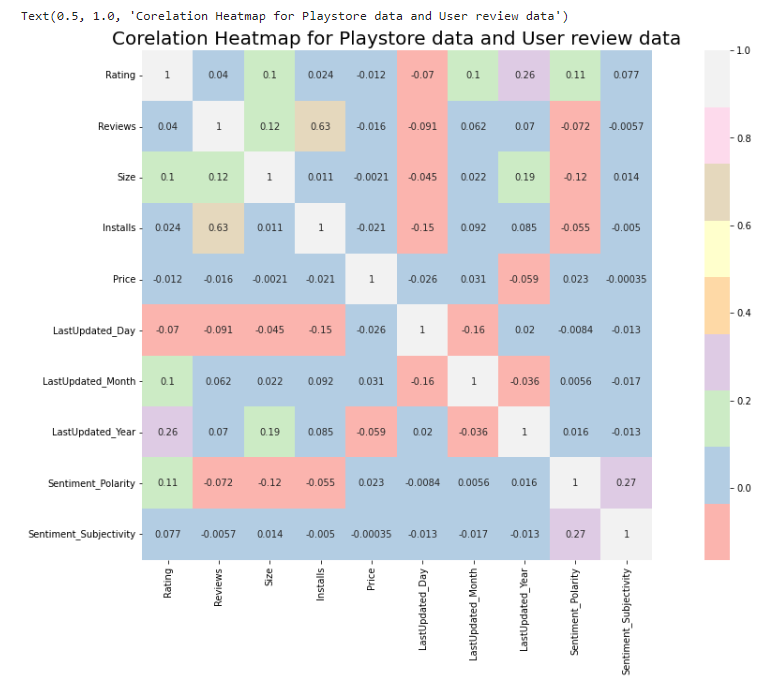 Text(0.5, 1.0, 'Corelation Heatmap for Playstore data and User review data')
Corelation Heatmap for Playstore data and User review data
Rating 1 0.04 0.1 0.024 -0.012 -0.07 0.1 0.26 0.11 0.077
Reviews 0.04 1 0.12 0.63 -0.016 -0.091 0.062 0.07 -0.072 -0.0057
Size 0.1 0.12 1 0.011 -0.0021 -0.045 0.022 0.19 -0.12 0.014
Installs 0.024 0.63 0.011 1 -0.021 -0.15 0.092 0.085 -0.055 -0.005
Price -0.012 -0.016 -0.0021 -0.021 1 -0.026 0.031 -0.059 0.023 -0.00035
LastUpdated_Day -0.07 -0.091 -0.045 -0.15 -0.026 1 -0.16 0.02 -0.0084 -0.013
LastUpdated_Month 0.1 0.062 0.022 0.092 0.031 -0.16 1 -0.036 0.0056 -0.017
LastUpdated_Year 0.26 0.07 0.19 0.085 -0.059 0.02 -0.036 1 0.016 -0.013
Sentiment_Polarity 0.11 -0.072 -0.12 -0.055 0.023 -0.0084 0.0056 0.016 1 0.27
Sentiment_Subjectivity 0.077 -0.0057 0.014 -0.005 -0.00035 -0.013 -0.017 -0.013 0.27 1
Rating
Reviews
Size
Installs
Price
LastUpdated_Day
LastUpdated_Month
LastUpdated_Year
Sentiment_Polarity
Sentiment_Subjectivity
1.0
0.8
0.6
0.4
0.2
0.0